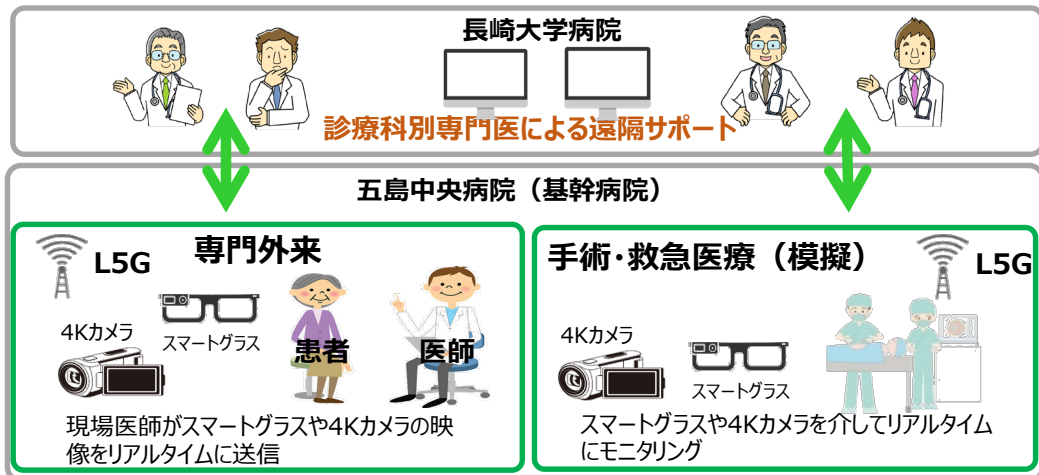 長崎大学病院
診療科別専門医による遠隔サポート
五島中央病院（基幹病院）
専門外来
L5G
4Kカメラ
スマートグラス
患者
医師
現場医師がスマートグラスや4Kカメラの映
像をリアルタイムに送信
手術・救急医療（模擬）
L5G
4Kカメラ
スマートグラス
スマートグラスや4Kカメラを介してリアルタイム
にモニタリング